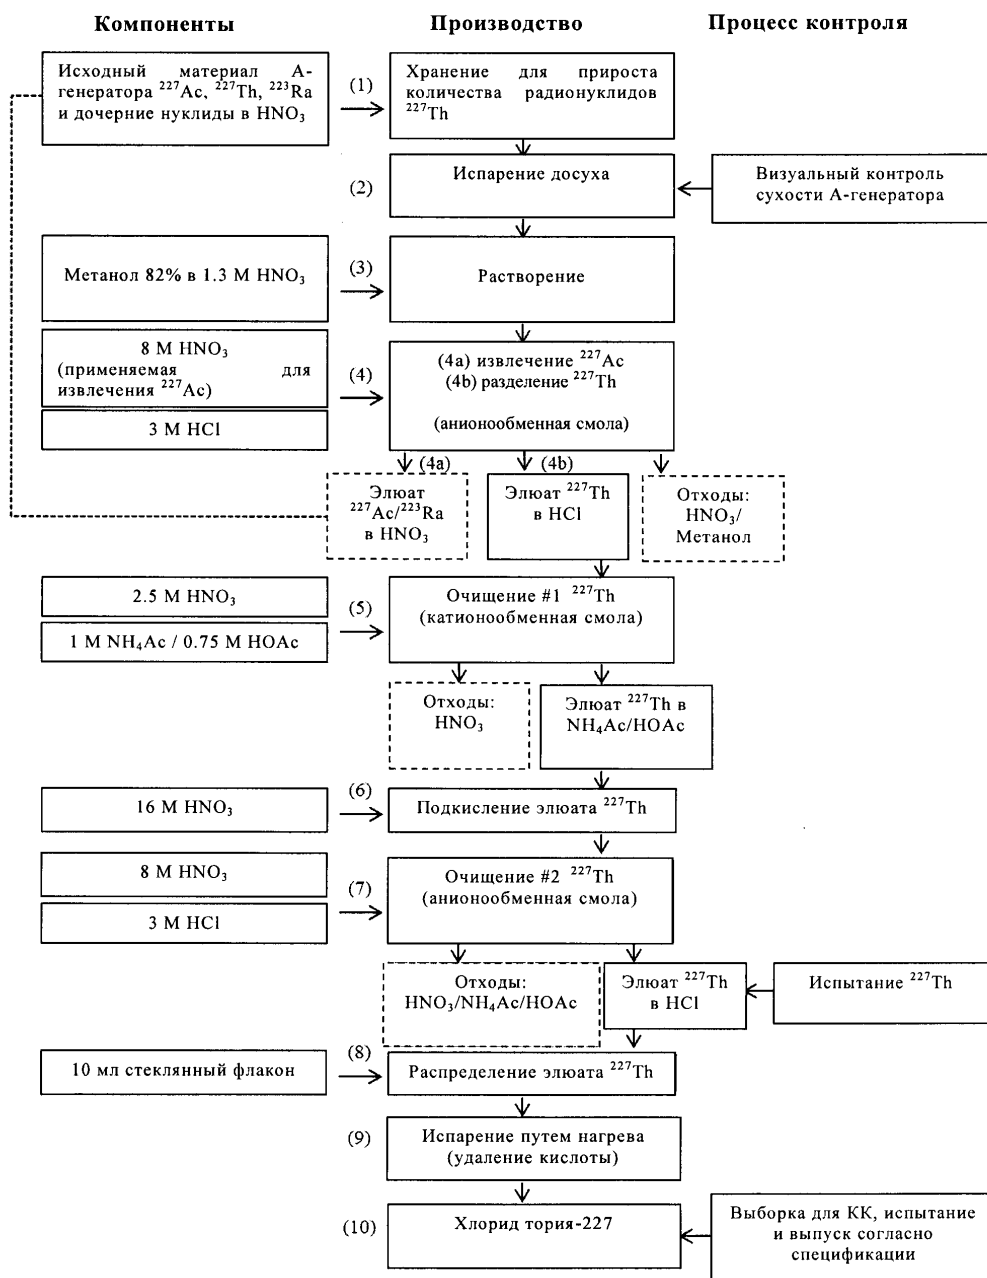 Компоненты
Производство
Процесс контроля
Исходный материал А-
генератора ²²⁷Ac, ²²⁷Th, ²²³Ra
и дочерние нуклиды в HNO₃
(1)
Хранение для прироста
количества радионуклидов
²²⁷Th
(2)
Испарение досуха
Визуальный контроль
сухости А-генератора
Метанол 82% в 1.3 М HNO₃
(3)
Растворение
8 М HNO₃
(применяемая для
извлечения ²²⁷Ac)
3 М HCl
(4)
(4a) извлечение ²²⁷Ac
(4b) разделение ²²⁷Th
(анионообменная смола)
(4a)
(4b)
Элюат
²²⁷Ac/²²³Ra
в HNO₃
Элюат ²²⁷Th
в HCl
Отходы:
HNO₃/
Метанол
2.5 М HNO₃
1 М NH₄Ac / 0.75 М HOAc
(5)
Очищение #1 ²²⁷Th
(катионообменная смола)
Отходы:
HNO₃
Элюат ²²⁷Th в
NH₄Ac/HOAc
16 М HNO₃
(6)
Подкисление элюата ²²⁷Th
8 М HNO₃
3 М HCl
(7)
Очищение #2 ²²⁷Th
(анионообменная смола)
Отходы:
HNO₃/NH₄Ac/HOAc
Элюат ²²⁷Th
в HCl
Испытание ²²⁷Th
10 мл стеклянный флакон
(8)
Распределение элюата ²²⁷Th
(9)
Испарение путем нагрева
(удаление кислоты)
(10)
Хлорид тория-227
Выборка для КК, испытание
и выпуск согласно
спецификации